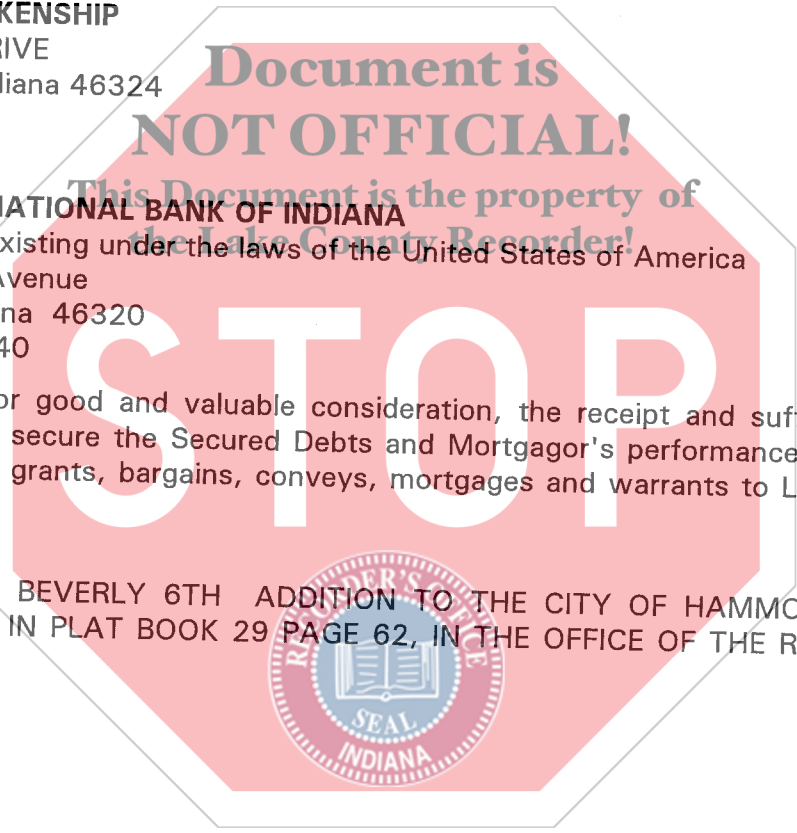 KENSHIP
RIVE
diana 46324
Document is
NOT OFFICIAL!
This Document is the property of
the Lake County Recorder!
NATIONAL BANK OF INDIANA
xisting under the laws of the United States of America
Avenue
na 46320
40
STOP
or good and valuable consideration, the receipt and suf
secure the Secured Debts and Mortgagor's performance
grants, bargains, conveys, mortgages and warrants to L
BEVERLY 6TH ADDITION TO THE CITY OF HAMMO
IN PLAT BOOK 29 PAGE 62, IN THE OFFICE OF THE R
RECORDER'S OFFICE
SEAL
INDIANA